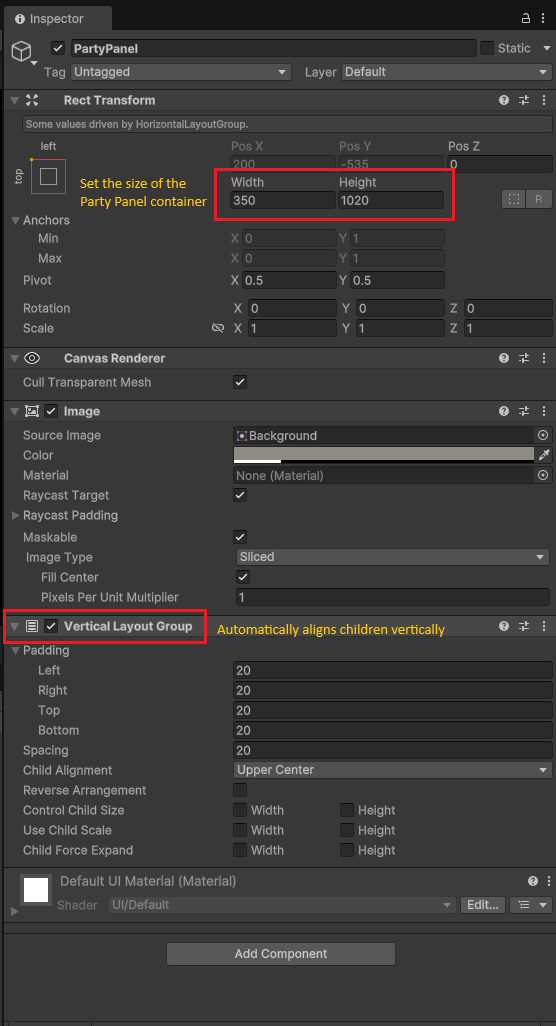 Inspector
PartyPanel Static
Tag Untagged Layer Default
Rect Transform
Some values driven by HorizontalLayoutGroup.
left Pos X Pos Y Pos Z
top 200 -535 0
Set the size of the Party Panel container
Width Height
350 1020
R
Anchors
Min X 0 Y 1
Max X 0 Y 1
Pivot X 0.5 Y 0.5
Rotation X 0 Y 0 Z 0
Scale X 1 Y 1 Z 1
Canvas Renderer
Cull Transparent Mesh
Image
Source Image Background
Color
Material None (Material)
Raycast Target
Raycast Padding
Maskable
Image Type Sliced
Fill Center
Pixels Per Unit Multiplier 1
Vertical Layout Group Automatically aligns children vertically
Padding
Left 20
Right 20
Top 20
Bottom 20
Spacing 20
Child Alignment Upper Center
Reverse Arrangement
Control Child Size Width Height
Use Child Scale Width Height
Child Force Expand Width Height
Default UI Material (Material)
Shader UI/Default Edit...
Add Component